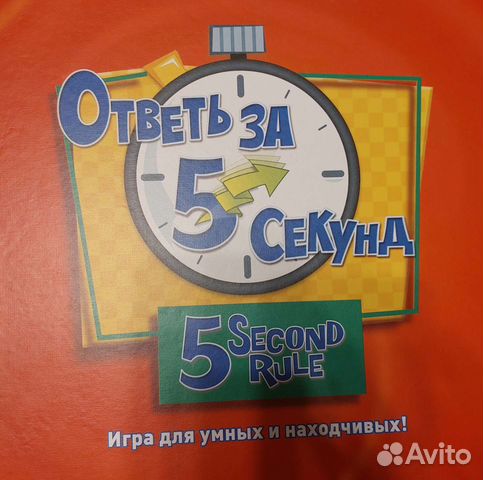 ОТВЕТЬ ЗА
5
СЕКУНД
5 SECOND
RULE
Игра для умных и находчивых!
Avito